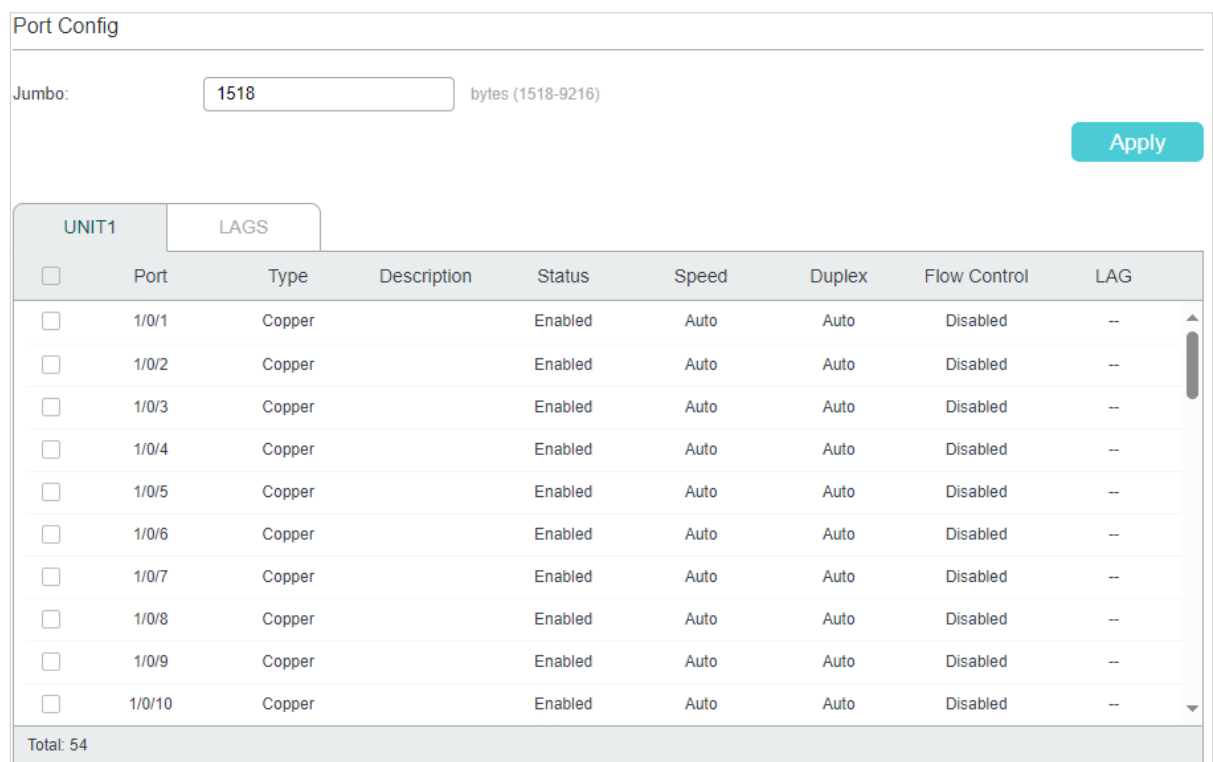 Port Config
Jumbo: 1518 bytes (1518-9216)
Apply
UNIT1 LAGS
Port Type Description Status Speed Duplex Flow Control LAG
1/0/1 Copper Enabled Auto Auto Disabled --
1/0/2 Copper Enabled Auto Auto Disabled --
1/0/3 Copper Enabled Auto Auto Disabled --
1/0/4 Copper Enabled Auto Auto Disabled --
1/0/5 Copper Enabled Auto Auto Disabled --
1/0/6 Copper Enabled Auto Auto Disabled --
1/0/7 Copper Enabled Auto Auto Disabled --
1/0/8 Copper Enabled Auto Auto Disabled --
1/0/9 Copper Enabled Auto Auto Disabled --
1/0/10 Copper Enabled Auto Auto Disabled --
Total: 54